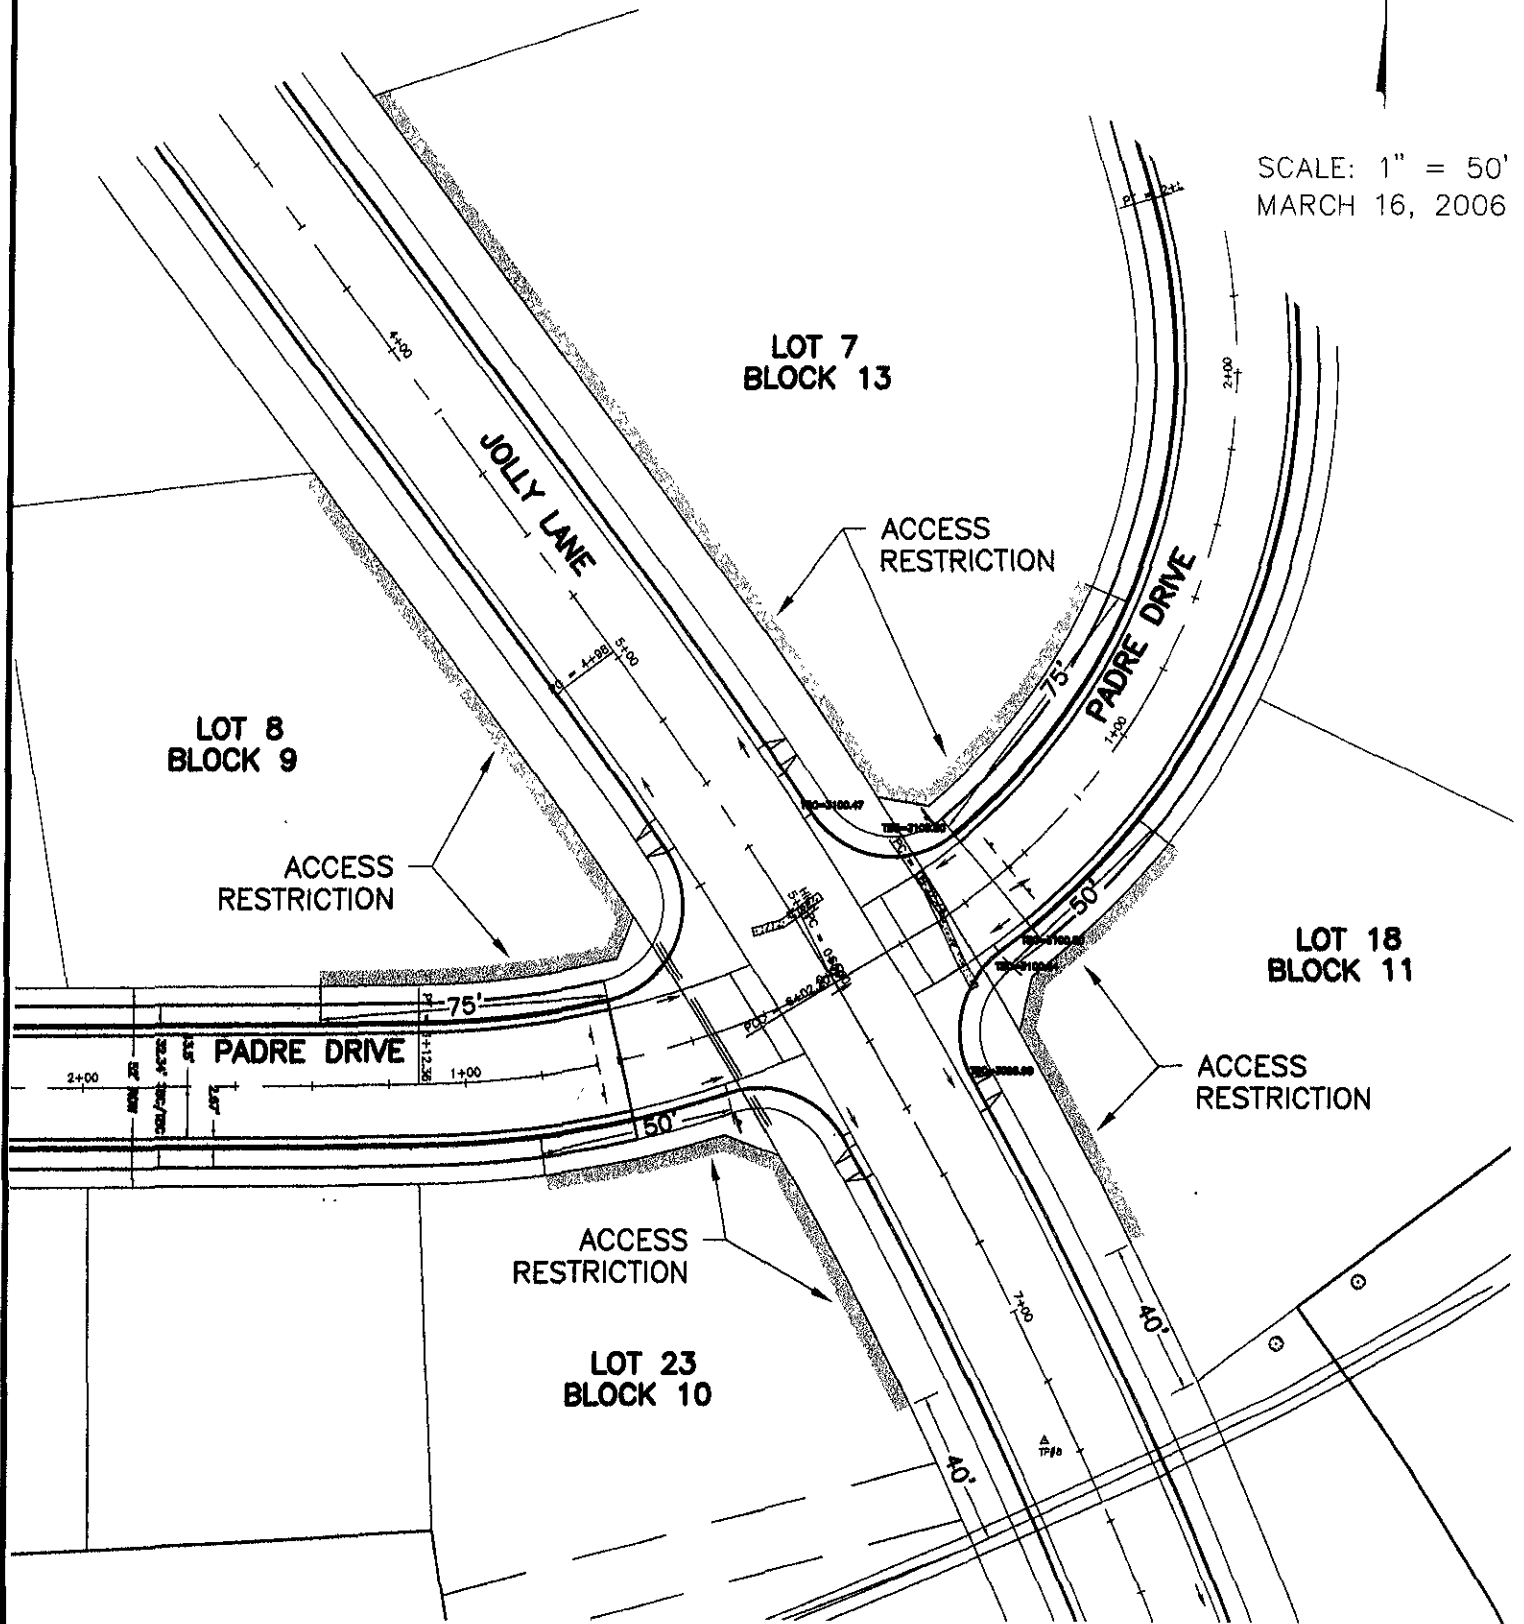 SCALE: 1" = 50'
MARCH 16, 2006
4+00
LOT 7
BLOCK 13
2+00
JOLLY LANE
ACCESS
RESTRICTION
PADRE DRIVE
75'
5+00
1+00
LOT 8
BLOCK 9
ACCESS
RESTRICTION
50'
LOT 18
BLOCK 11
75'
PADRE DRIVE
2+00
1+00
50'
ACCESS
RESTRICTION
ACCESS
RESTRICTION
7+00
40'
LOT 23
BLOCK 10
40'